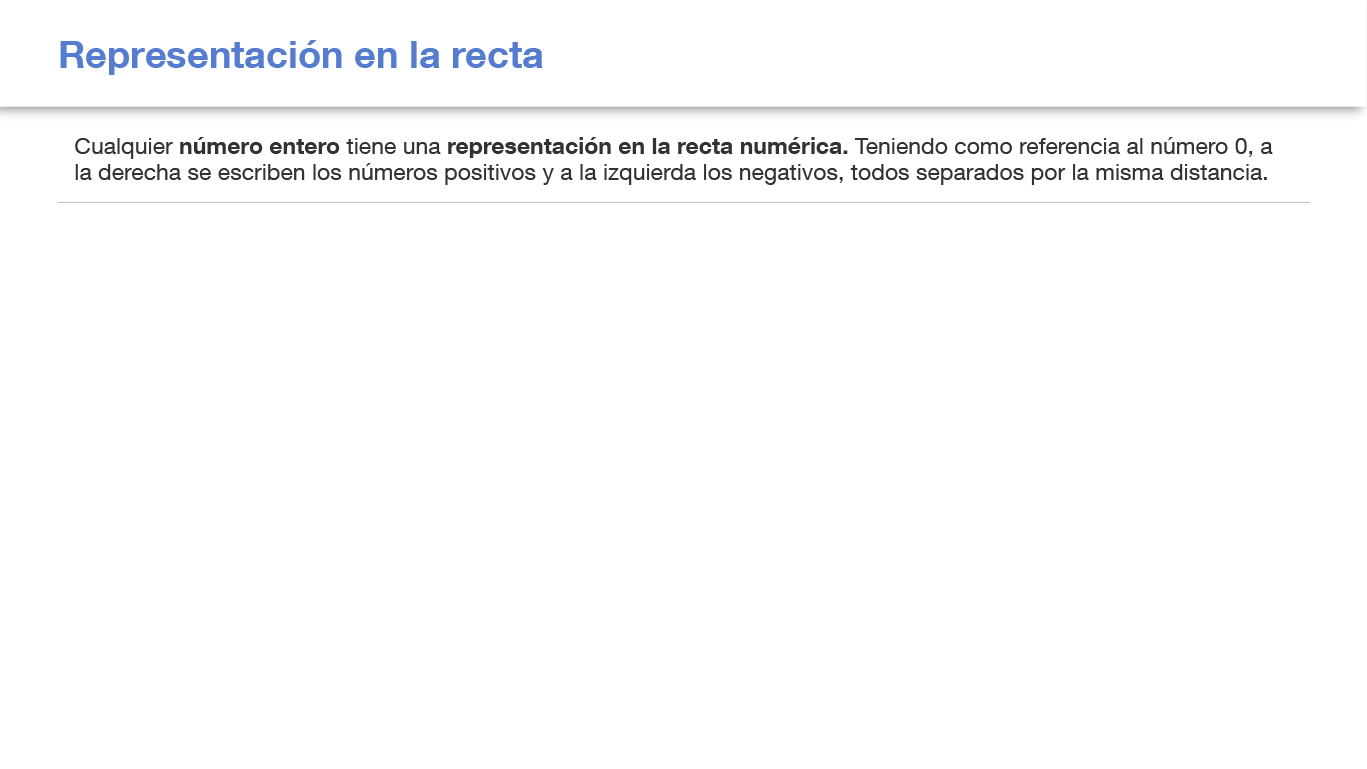 Representación en la recta
Cualquier número entero tiene una representación en la recta numérica. Teniendo como referencia al número 0, a
la derecha se escriben los números positivos y a la izquierda los negativos, todos separados por la misma distancia.